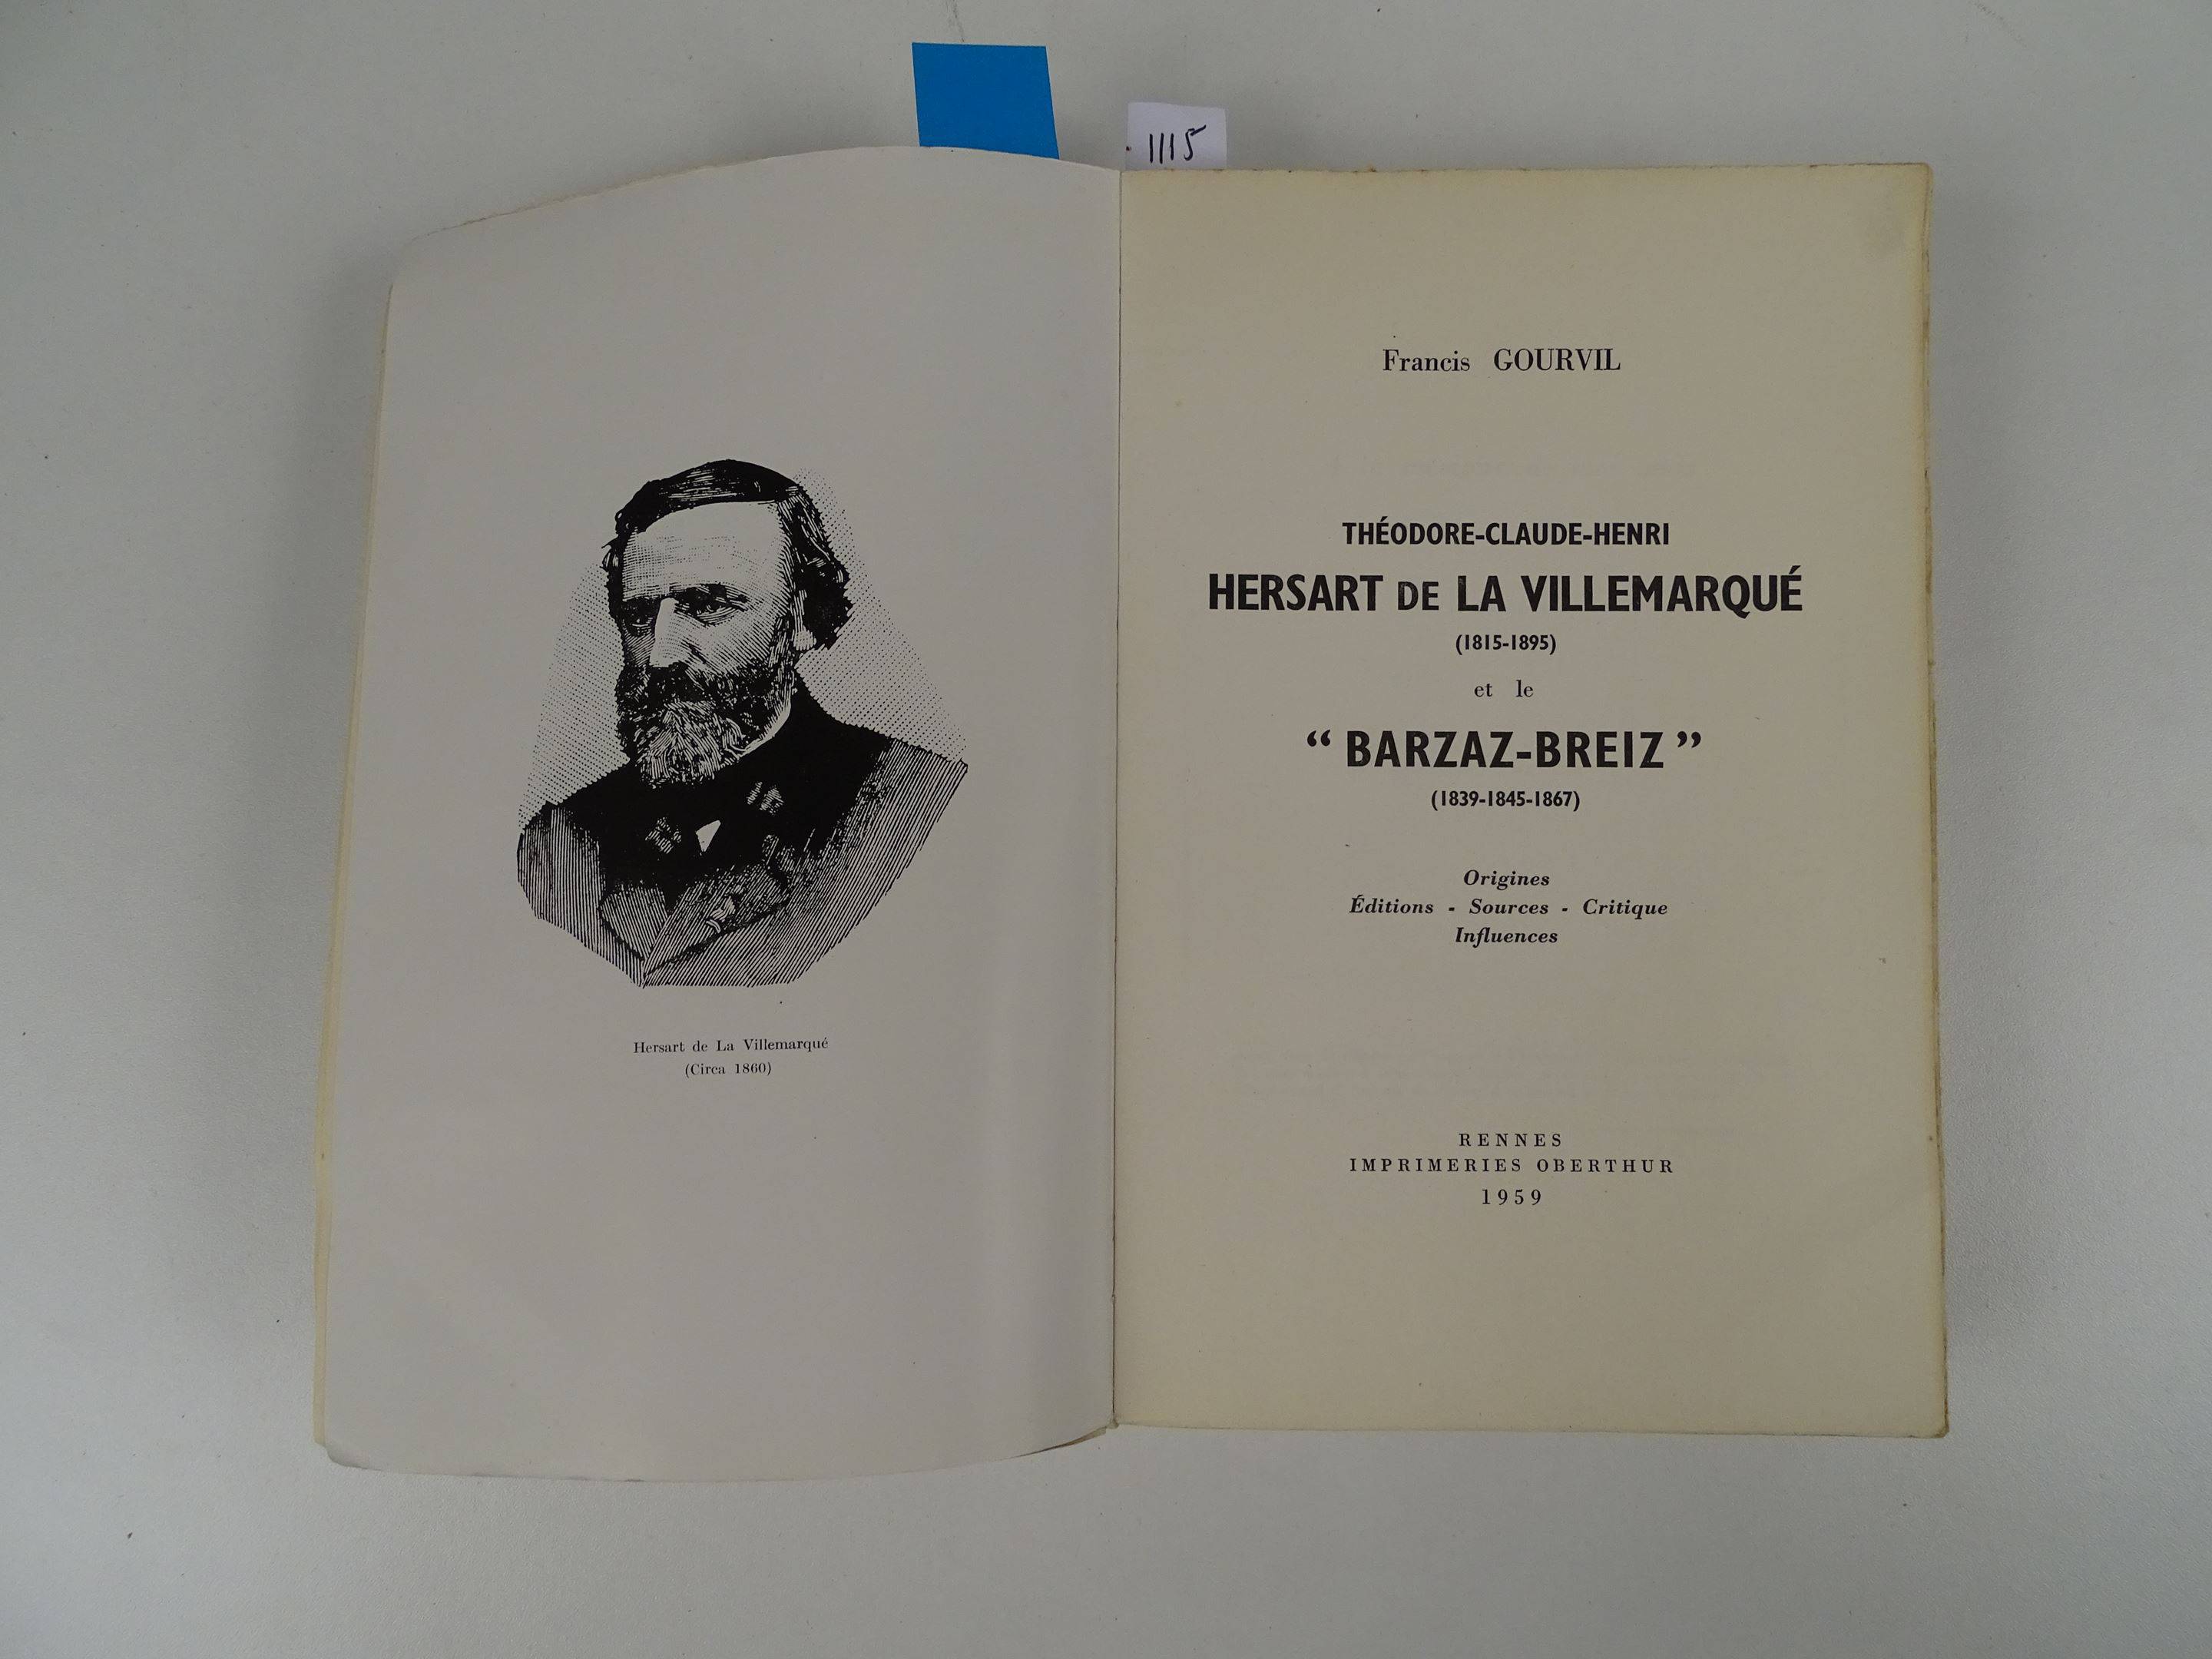 1115
Hersart de La Villemarqué
(Circa 1860)
Francis GOURVIL
THÉODORE-CLAUDE-HENRI
HERSART DE LA VILLEMARQUÉ
(1815-1895)
et le
“ BARZAZ-BREIZ ”
(1839-1845-1867)
Origines
Éditions - Sources - Critique
Influences
RENNES
IMPRIMERIES OBERTHUR
1959